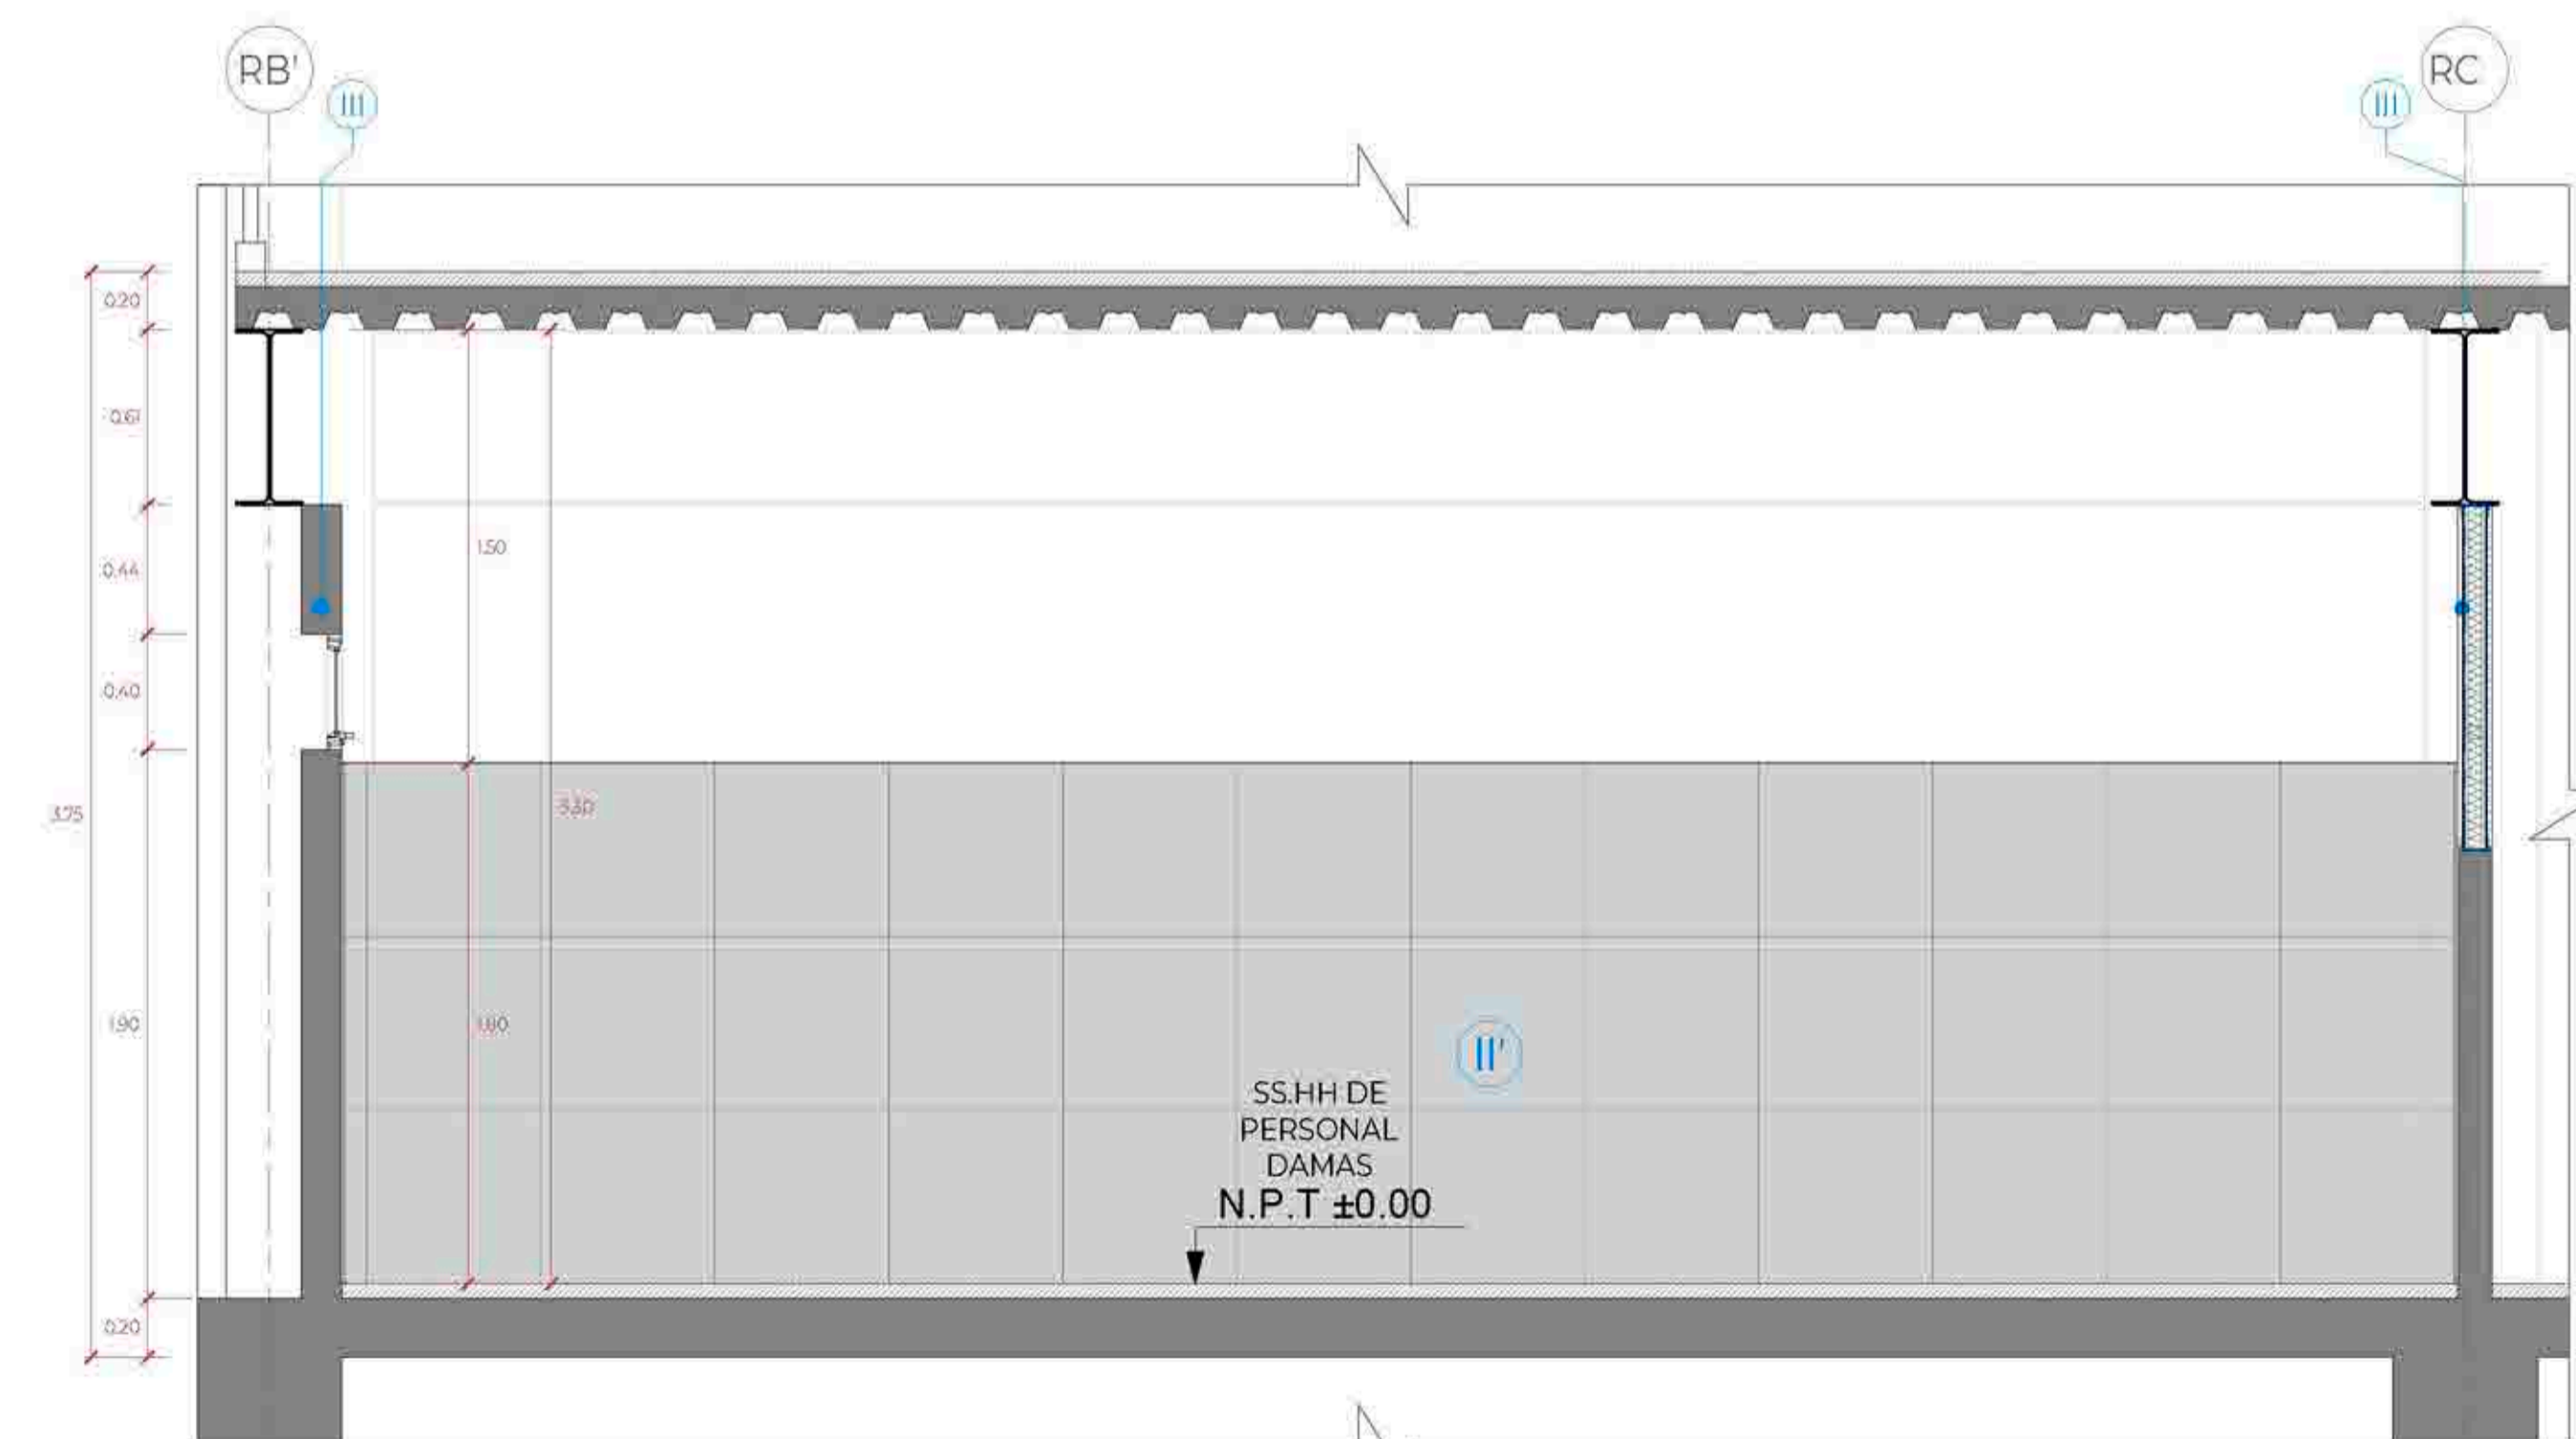 RB'
III
III
RC
0.20
0.61
0.44
1.50
0.40
3.75
3.30
1.90
1.80
II'
SS.HH DE
PERSONAL
DAMAS
N.P.T ±0.00
0.20